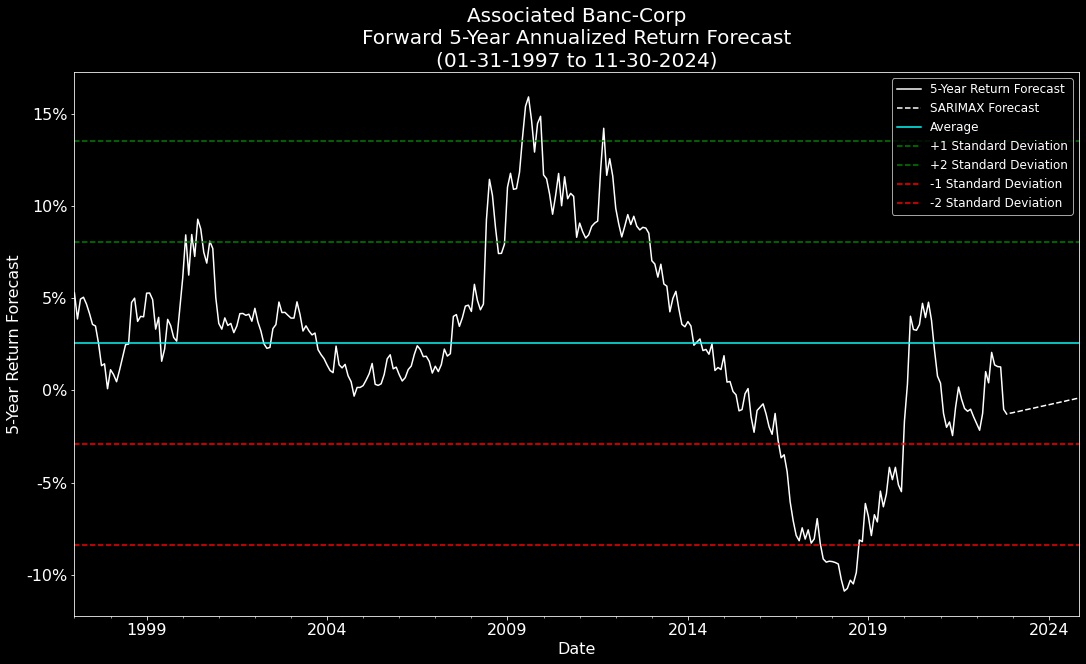 Associated Banc-Corp
Forward 5-Year Annualized Return Forecast
(01-31-1997 to 11-30-2024)
5-Year Return Forecast
SARIMAX Forecast
Average
+1 Standard Deviation
+2 Standard Deviation
-1 Standard Deviation
-2 Standard Deviation
5-Year Return Forecast
15%
10%
5%
0%
-5%
-10%
1999 2004 2009 2014 2019 2024
Date